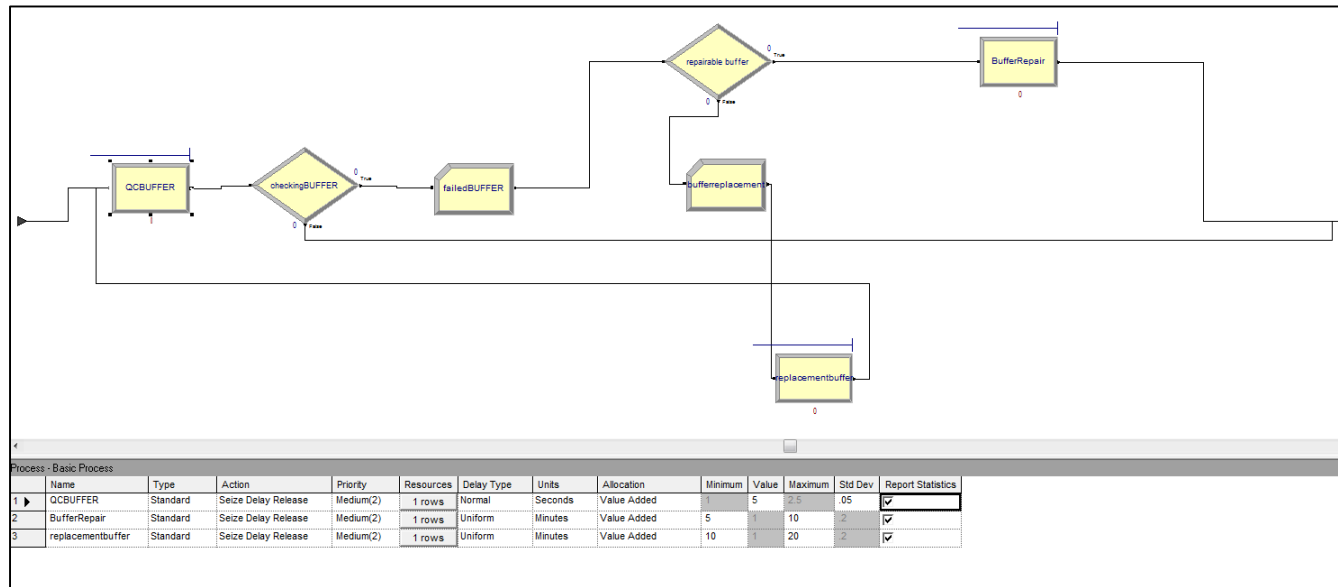 0
True
repairable buffer
0
False
BufferRepair
0
QCBUFFER
checkingBUFFER
0
True
0
False
failedBUFFER
bufferreplacement
replacementbuffer
0
Process - Basic Process
Name Type Action Priority Resources Delay Type Units Allocation Minimum Value Maximum Std Dev Report Statistics
1 QCBUFFER Standard Seize Delay Release Medium(2) 1 rows Normal Seconds Value Added 1 5 2.5 .05
2 BufferRepair Standard Seize Delay Release Medium(2) 1 rows Uniform Minutes Value Added 5 1 10 .2
3 replacementbuffer Standard Seize Delay Release Medium(2) 1 rows Uniform Minutes Value Added 10 1 20 .2